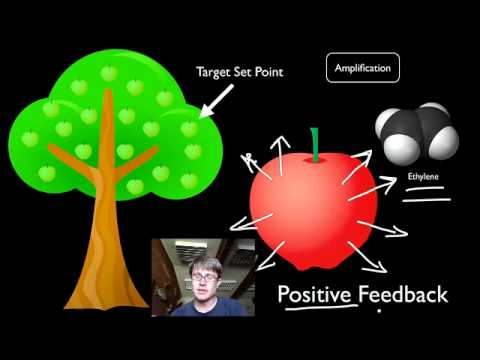 Target Set Point
Amplification
Ethylene
Positive Feedback